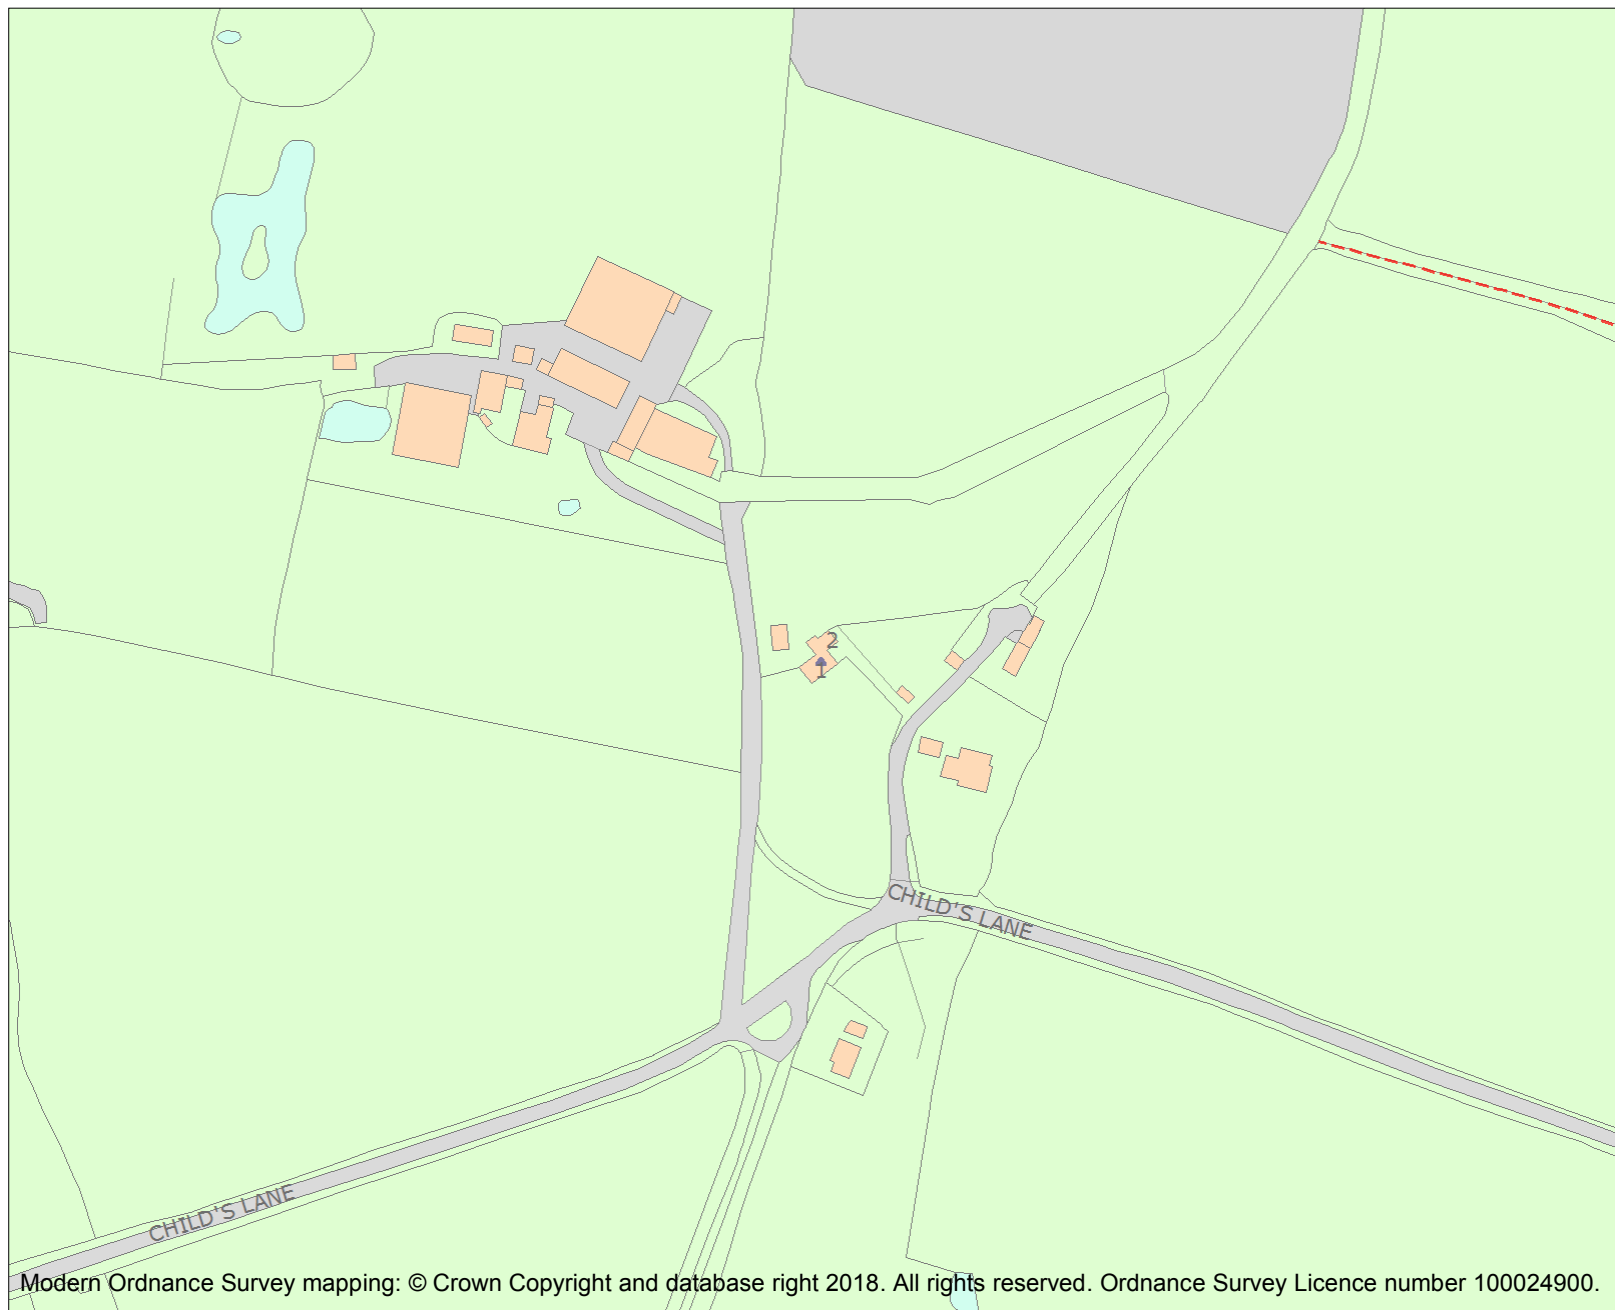 2
1
CHILD'S LANE
CHILD'S LANE
Modern Ordnance Survey mapping: © Crown Copyright and database right 2018. All rights reserved. Ordnance Survey Licence number 100024900.